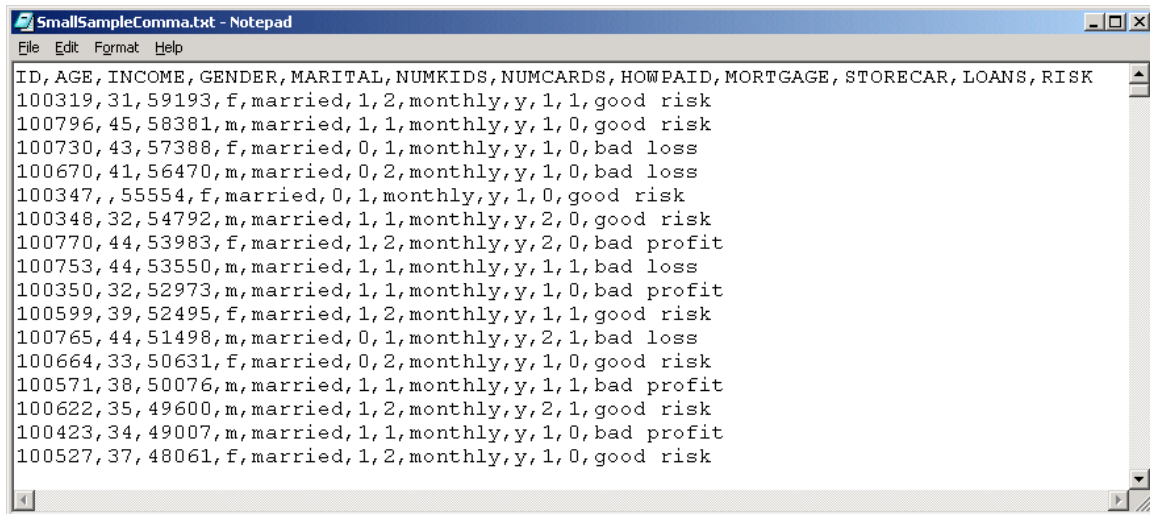 SmallSampleComma.txt - Notepad
File Edit Format Help
ID,AGE,INCOME,GENDER,MARITAL,NUMKIDS,NUMCARDS,HOWPAID,MORTGAGE,STORECAR,LOANS,RISK
100319,31,59193,f,married,1,2,monthly,y,1,1,good risk
100796,45,58381,m,married,1,1,monthly,y,1,0,good risk
100730,43,57388,f,married,0,1,monthly,y,1,0,bad loss
100670,41,56470,m,married,0,2,monthly,y,1,0,bad loss
100347,,55554,f,married,0,1,monthly,y,1,0,good risk
100348,32,54792,m,married,1,1,monthly,y,2,0,good risk
100770,44,53983,f,married,1,2,monthly,y,2,0,bad profit
100753,44,53550,m,married,1,1,monthly,y,1,1,bad loss
100350,32,52973,m,married,1,1,monthly,y,1,0,bad profit
100599,39,52495,f,married,1,2,monthly,y,1,1,good risk
100765,44,51498,m,married,0,1,monthly,y,2,1,bad loss
100664,33,50631,f,married,0,2,monthly,y,1,0,good risk
100571,38,50076,m,married,1,1,monthly,y,1,1,bad profit
100622,35,49600,m,married,1,2,monthly,y,2,1,good risk
100423,34,49007,m,married,1,1,monthly,y,1,0,bad profit
100527,37,48061,f,married,1,2,monthly,y,1,0,good risk